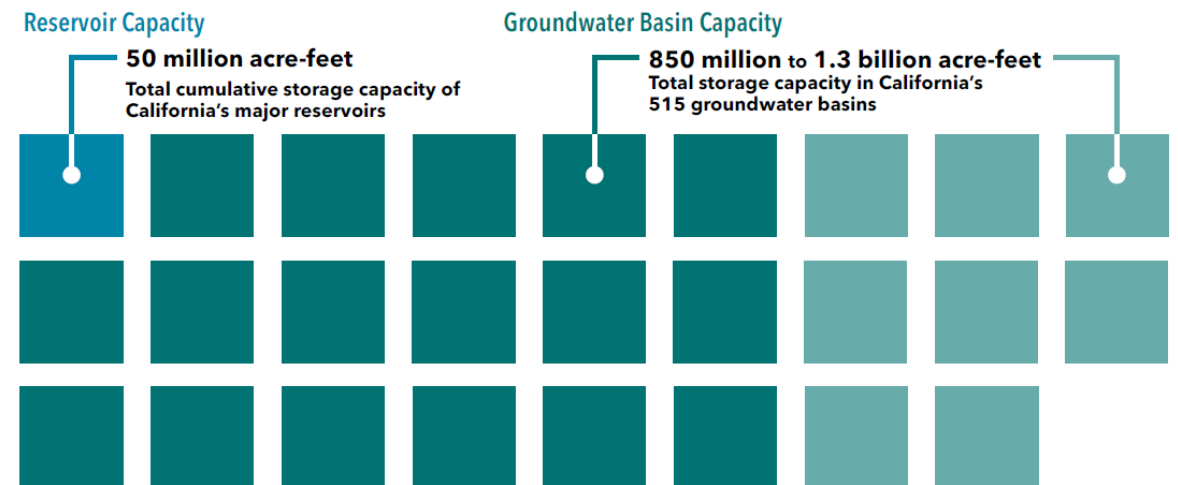 Reservoir Capacity
50 million acre-feet
Total cumulative storage capacity of
California’s major reservoirs
Groundwater Basin Capacity
850 million to 1.3 billion acre-feet
Total storage capacity in California’s
515 groundwater basins